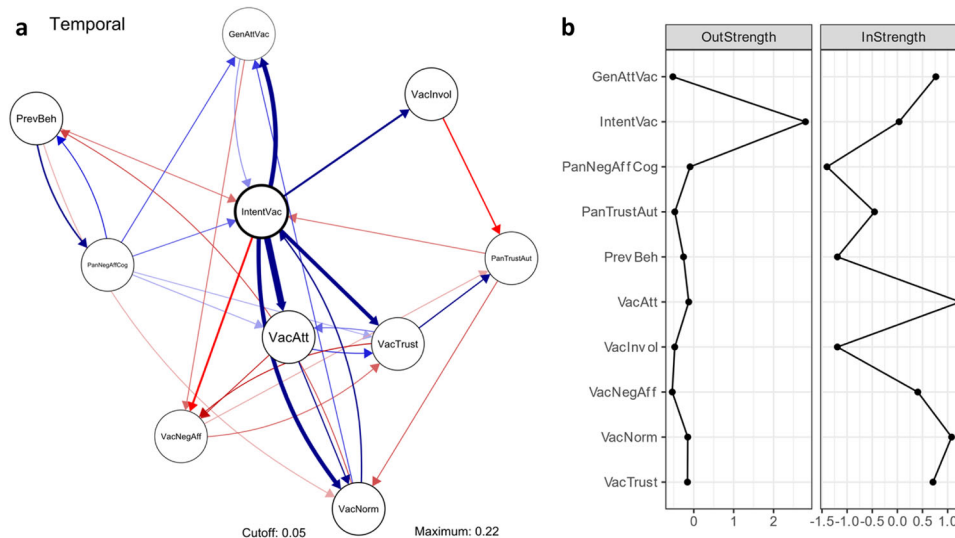 a Temporal
GenAttVac
VacInvol
PrevBeh
IntentVac
PanNegAffCog
PanTrustAut
VacAtt
VacTrust
VacNegAff
VacNorm
Cutoff: 0.05 Maximum: 0.22
b
OutStrength InStrength
GenAttVac
IntentVac
PanNegAffCog
PanTrustAut
PrevBeh
VacAtt
VacInvol
VacNegAff
VacNorm
VacTrust
0 1 2 -1.5 -1.0 -0.5 0.0 0.5 1.0